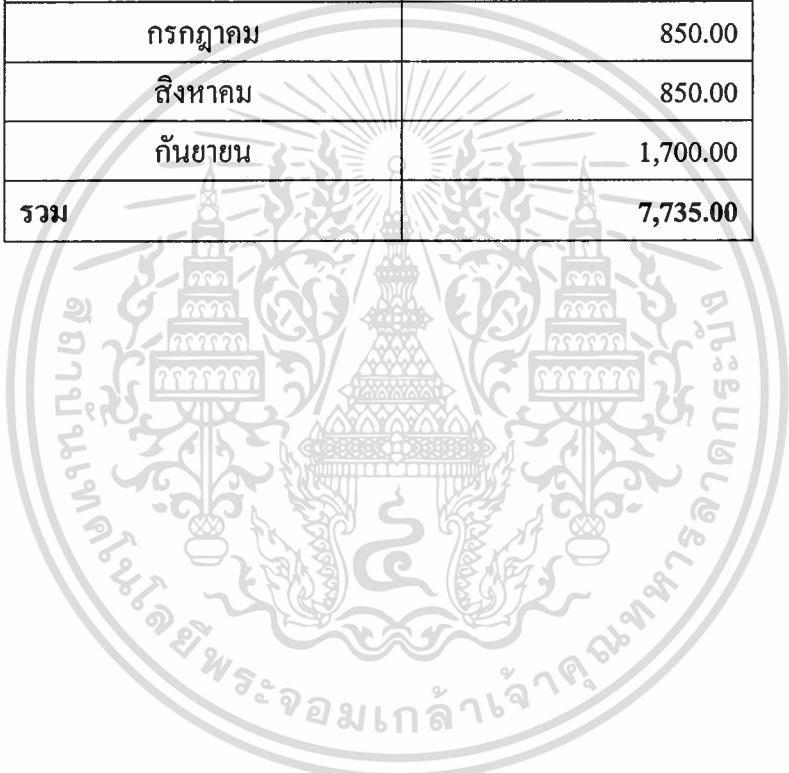 กรกฎาคม 850.00
สิงหาคม 850.00
กันยายน 1,700.00
รวม 7,735.00
สถาบันเทคโนโลยีพระจอมเกล้าเจ้าคุณทหารลาดกระบัง